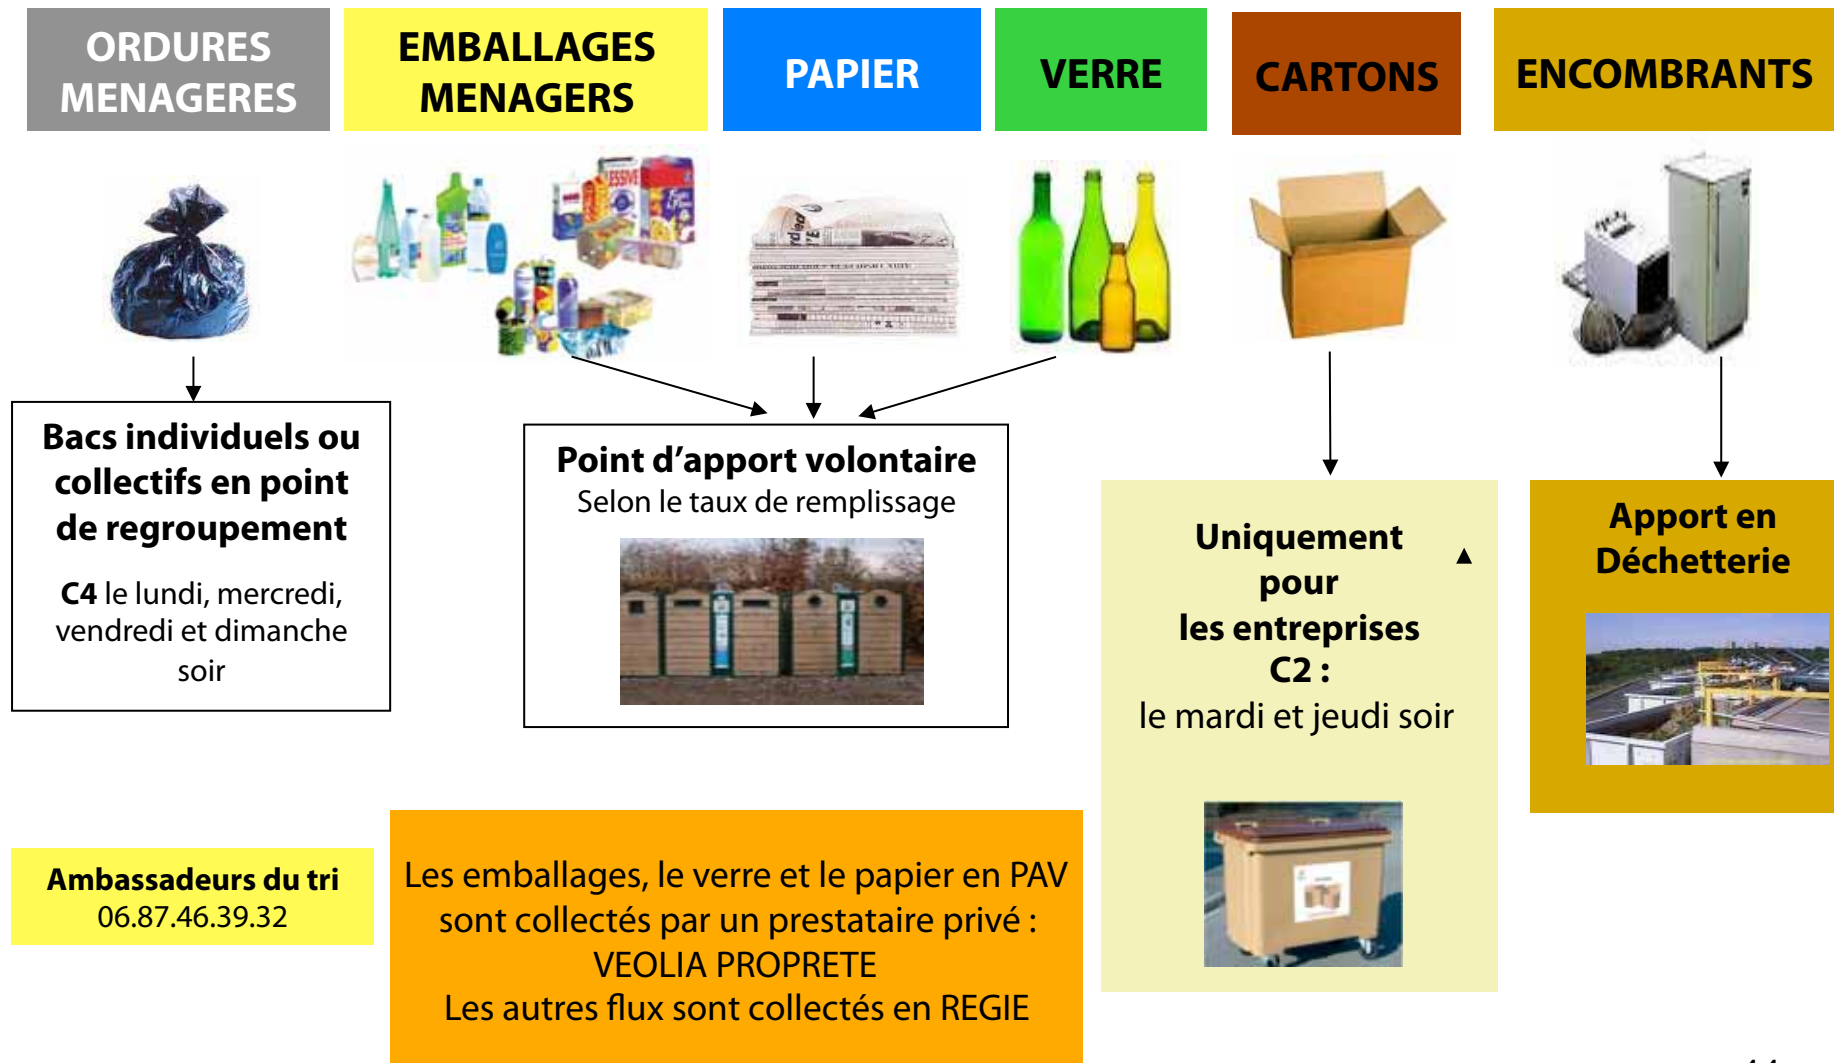 ORDURES
MENAGERES
EMBALLAGES
MENAGERS
PAPIER
VERRE
CARTONS
ENCOMBRANTS
ESSIVE
Bacs individuels ou
collectifs en point
de regroupement
C4 le lundi, mercredi,
vendredi et dimanche
soir
Point d'apport volontaire
Selon le taux de remplissage
Uniquement
pour
les entreprises
C2 :
le mardi et jeudi soir
Apport en
Déchetterie
Ambassadeurs du tri
06.87.46.39.32
Les emballages, le verre et le papier en PAV
sont collectés par un prestataire privé :
VEOLIA PROPRETE
Les autres flux sont collectés en REGIE